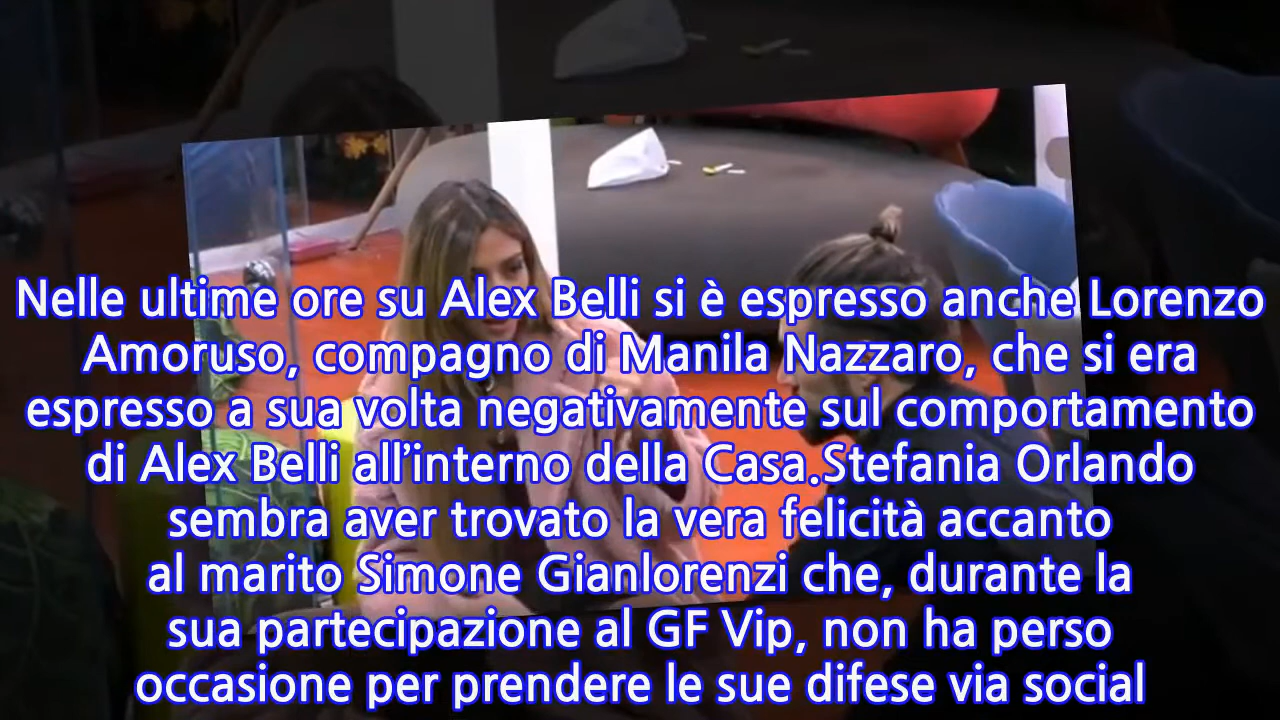 Nelle ultime ore su Alex Belli si è espresso anche Lorenzo
Amoruso, compagno di Manila Nazzaro, che si era
espresso a sua volta negativamente sul comportamento
di Alex Belli all’interno della Casa.Stefania Orlando
sembra aver trovato la vera felicità accanto
al marito Simone Gianlorenzi che, durante la
sua partecipazione al GF Vip, non ha perso
occasione per prendere le sue difese via social